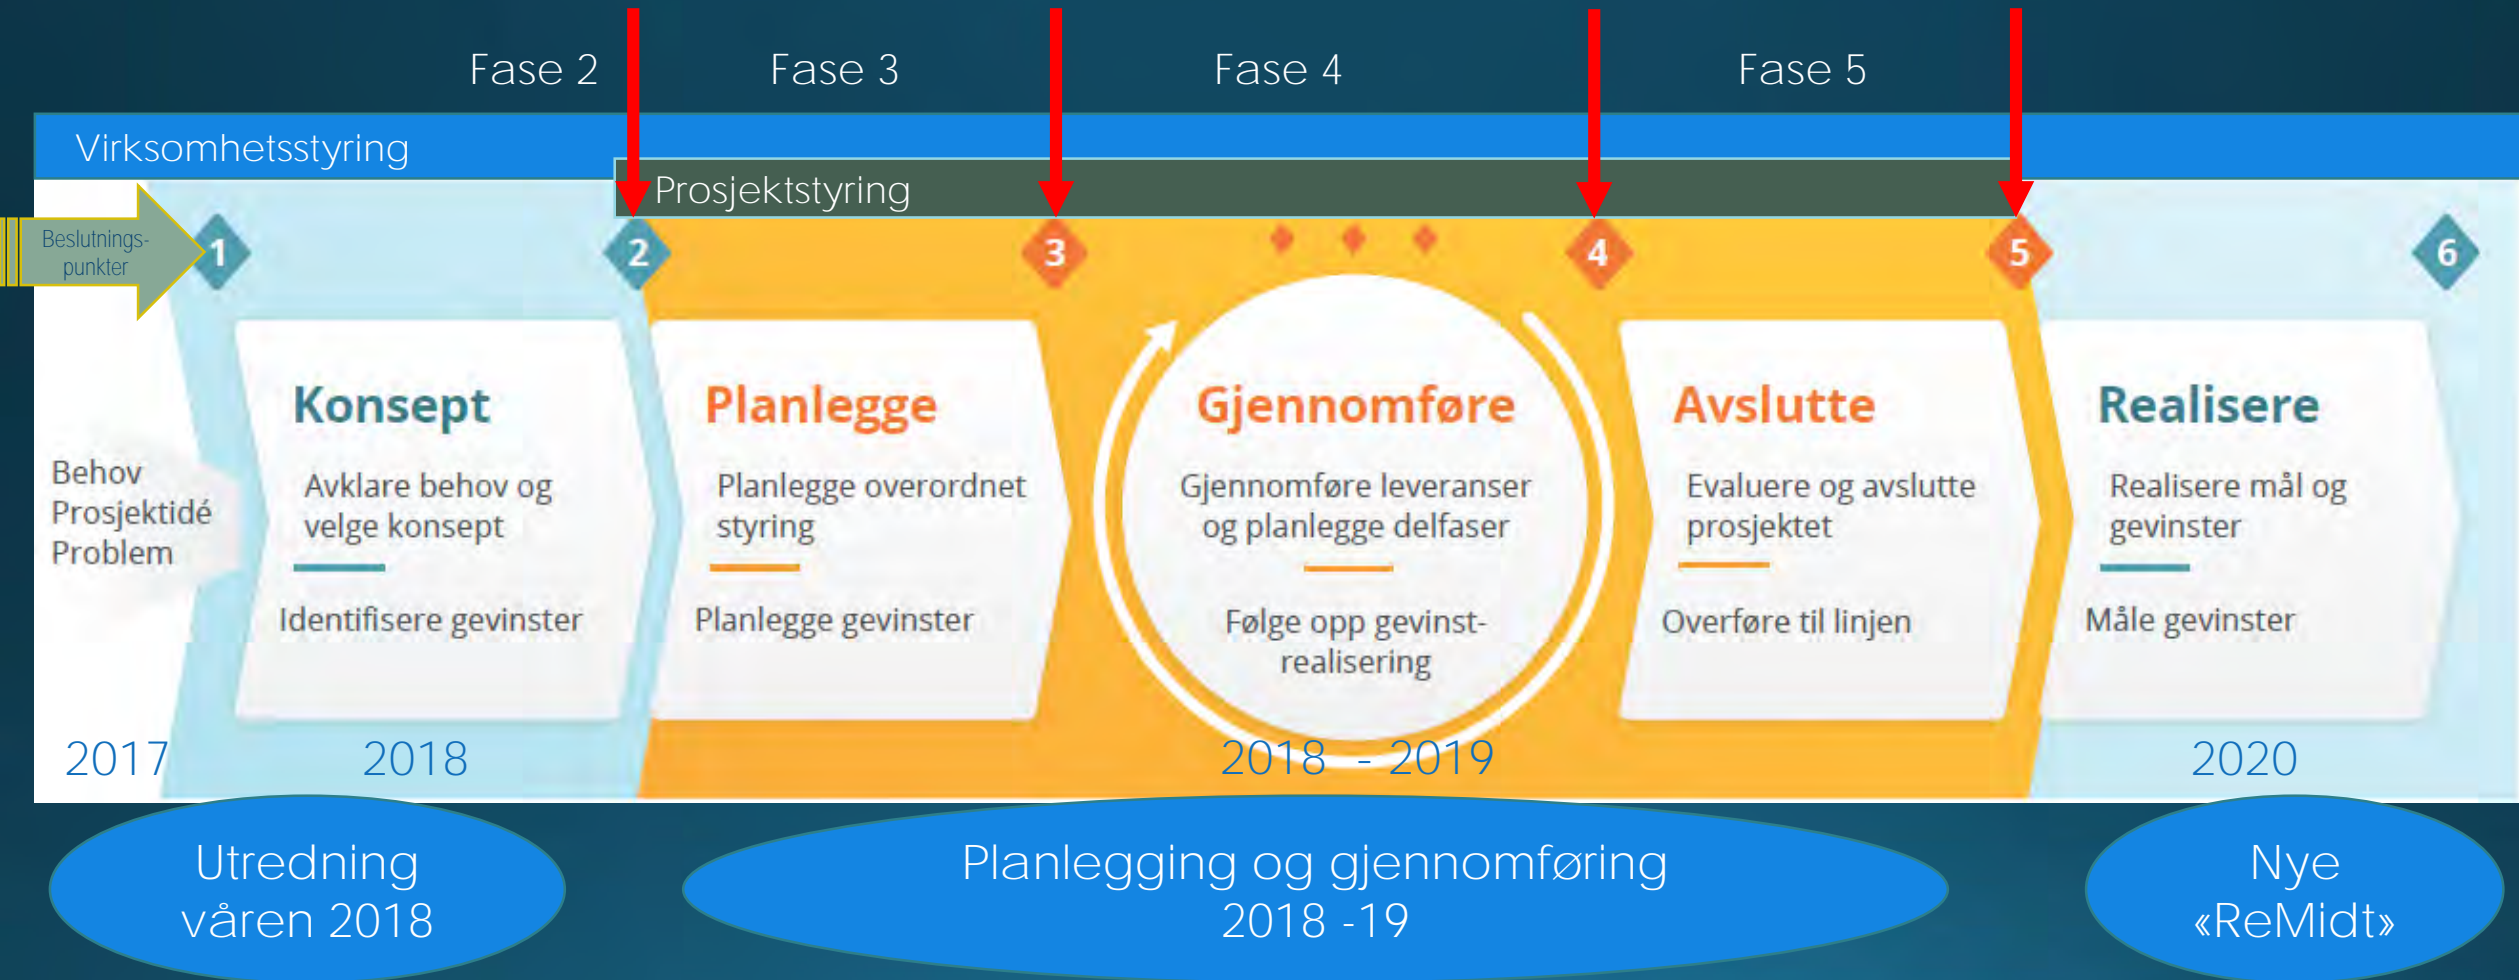 Fase 2
Fase 3
Fase 4
Fase 5
Virksomhetsstyring
Prosjektstyring
Beslutnings-
punkter
1
2
3
4
5
6
Behov
Prosjektidé
Problem
Konsept
Avklare behov og
velge konsept
Identifisere gevinster
Planlegge
Planlegge overordnet
styring
Planlegge gevinster
Gjennomføre
Gjennomføre leveranser
og planlegge delfaser
Følge opp gevinst-
realisering
Avslutte
Evaluere og avslutte
prosjektet
Overføre til linjen
Realisere
Realisere mål og
gevinster
Måle gevinster
2017
2018
2018 - 2019
2020
Utredning
våren 2018
Planlegging og gjennomføring
2018 -19
Nye
«ReMidt»